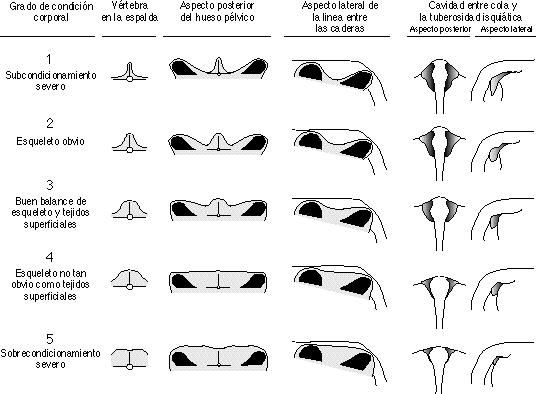 Grado de condición
corporal
Vértebra
en la espalda
Aspecto posterior
del hueso pélvico
Aspecto lateral de
la linea entre
las caderas
Cavidad entre cola y
la tuberosidad isquiática
Aspecto posterior
Aspecto lateral
1
Subcondicionamiento
severo
2
Esqueleto obvio
3
Buen balance de
esqueleto y tejidos
superficiales
4
Esqueleto no tan
obvio como tejidos
superficiales
5
Sobrecondicionamiento
severo